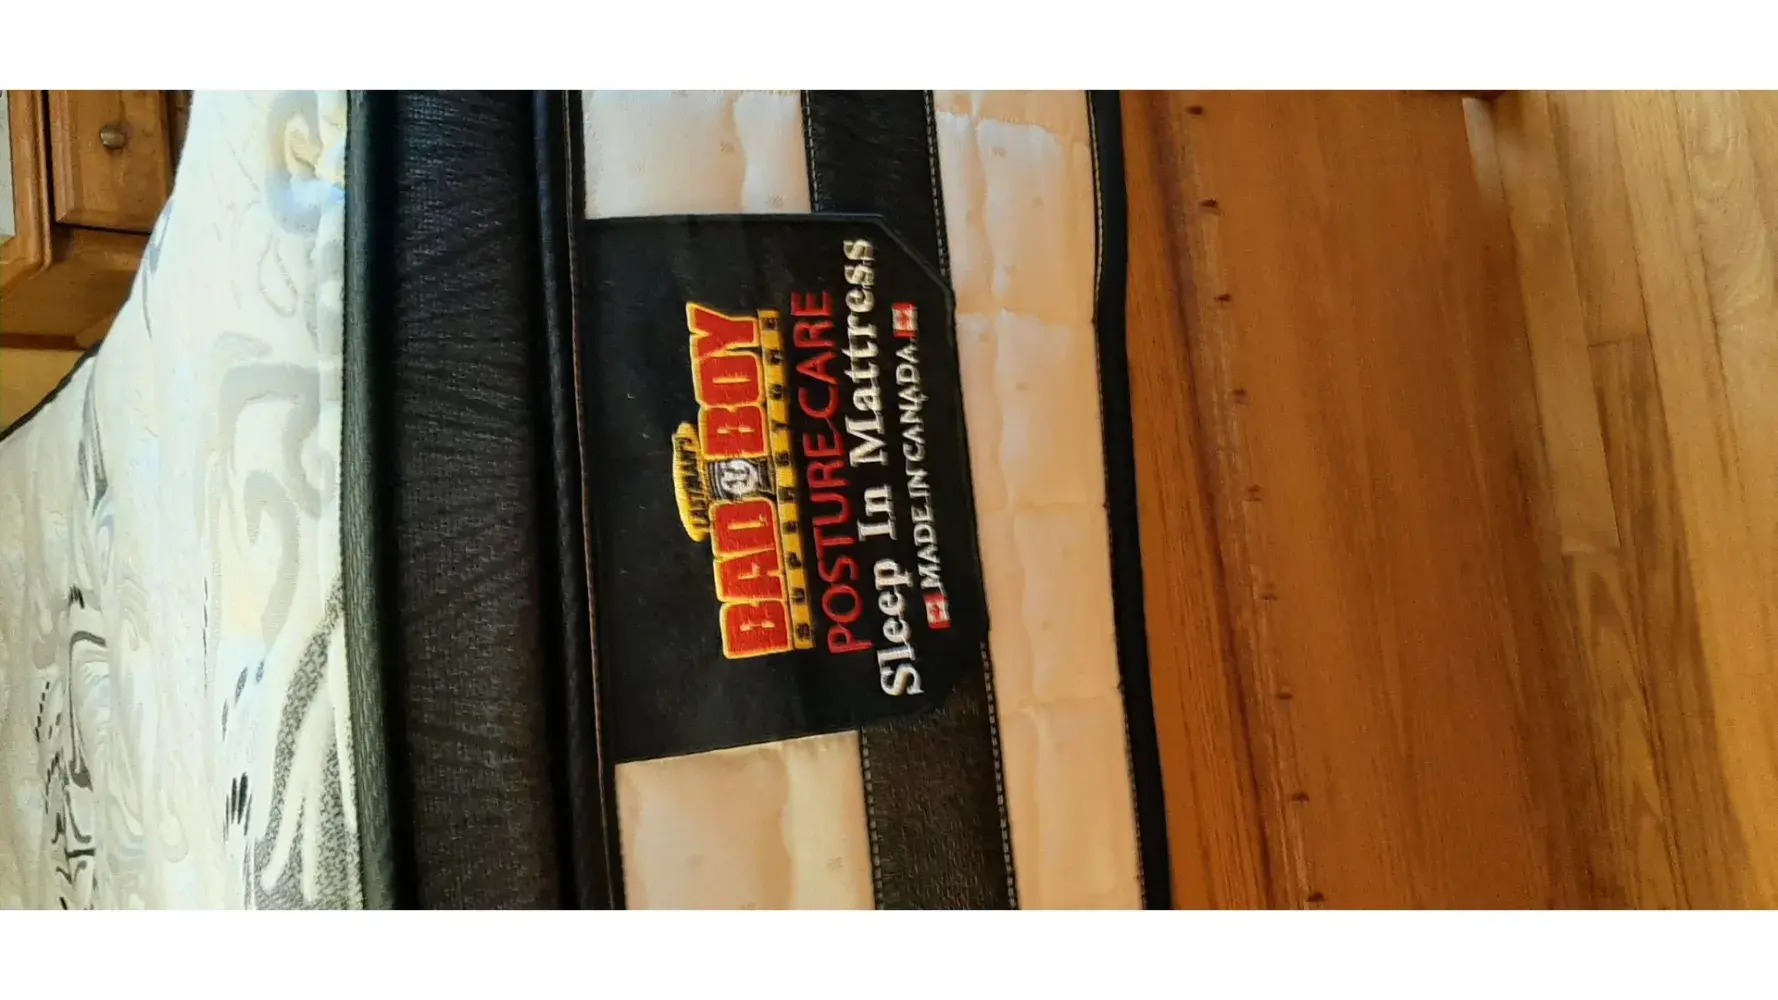 LASTMAN'S
BAD BOY
SUPERSTORE
POSTURE CARE
Sleep In Mattress
MADE IN CANADA